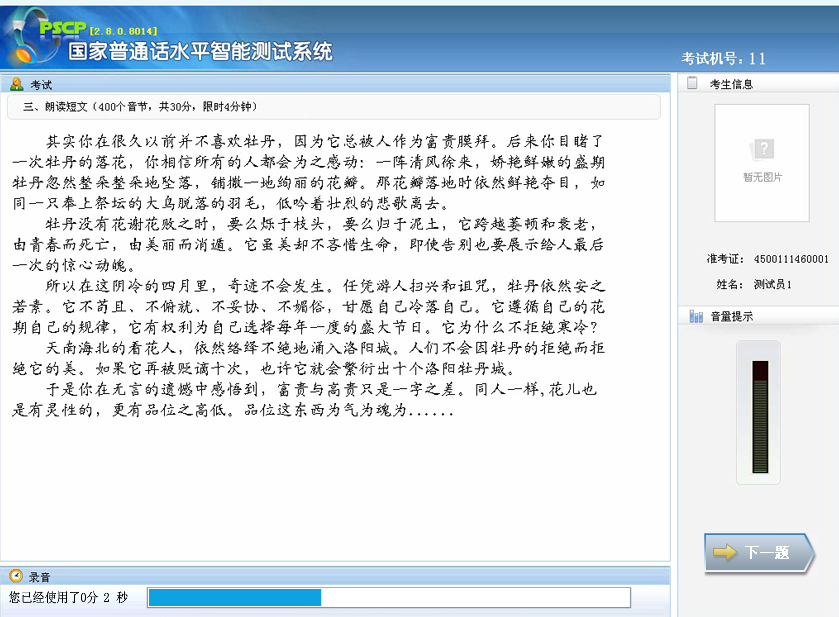 PSCP [2.8.0.8014]
国家普通话水平智能测试系统
考试机号：11
考试
三、朗读短文（400个音节，共30分，限时4分钟）
其实你在很久以前并不喜欢牡丹，因为它总被人作为富贵膜拜。后来你目睹了
一次牡丹的落花，你相信所有的人都会为之感动：一阵清风徐来，娇艳鲜嫩的盛期
牡丹忽然整朵整朵地坠落，铺撒一地绚丽的花瓣。那花瓣落地时依然鲜艳夺目，如
同一只奉上祭坛的大鸟脱落的羽毛，低吟着壮烈的悲歌离去。
牡丹没有花谢花败之时，要么烁于枝头，要么归于泥土，它跨越萎顿和衰老，
由青春而死亡，由美丽而消遁。它虽美却不吝惜生命，即使告别也要展示给人最后
一次的惊心动魄。
所以在这阴冷的四月里，奇迹不会发生。任凭游人扫兴和诅咒，牡丹依然安之
若素。它不苟且、不俯就、不妥协、不媚俗，甘愿自己冷落自己。它遵循自己的花
期自己的规律，它有权利为自己选择每年一度的盛大节日。它为什么不拒绝寒冷？
天南海北的看花人，依然络绎不绝地涌入洛阳城。人们不会因牡丹的拒绝而拒
绝它的美。如果它再被贬谪十次，也许它就会繁衍出十个洛阳牡丹城。
于是你在无言的遗憾中感悟到，富贵与高贵只是一字之差。同人一样,花儿也
是有灵性的，更有品位之高低。品位这东西为气为魂为......
考生信息
暂无图片
准考证： 4500111460001
姓名： 测试员1
音量提示
下一题
录音
您已经使用了0分 2 秒